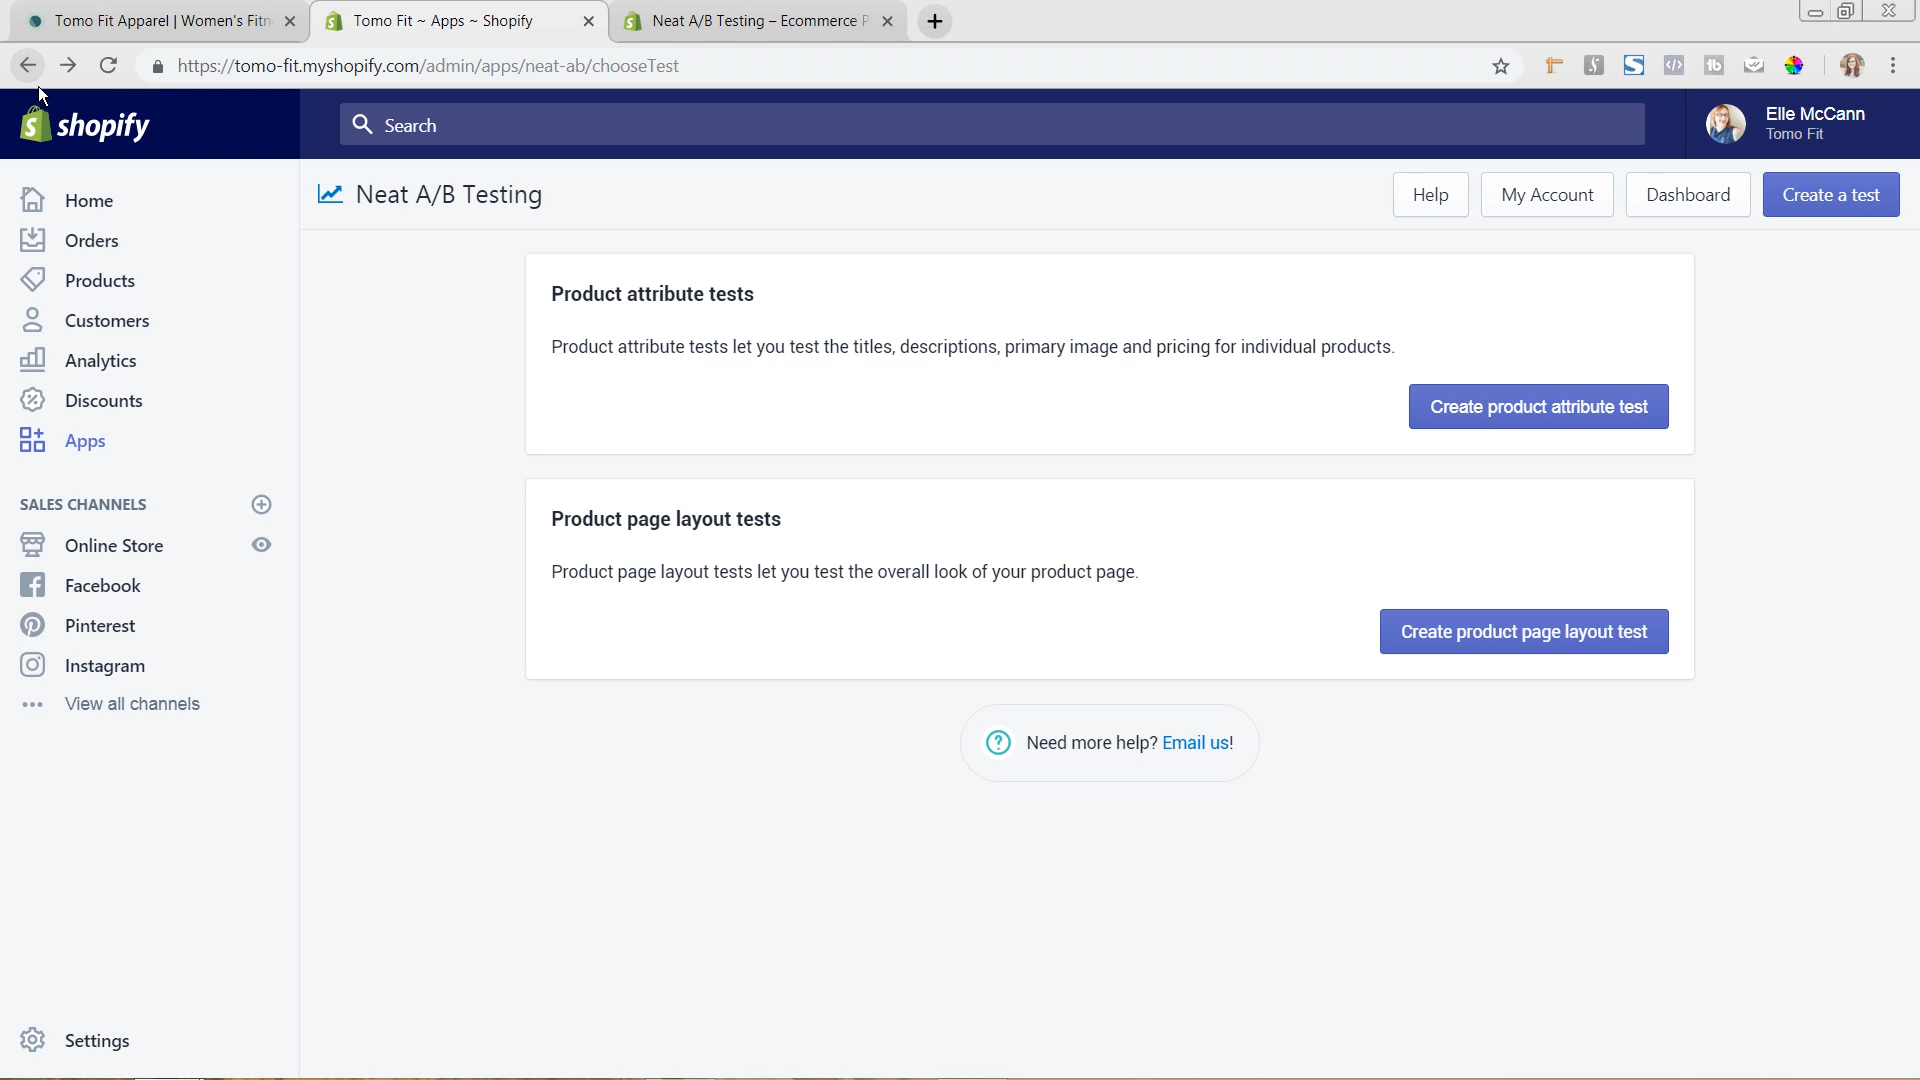 Tomo Fit Apparel | Women's Fitn
Tomo Fit ~ Apps ~ Shopify
Neat A/B Testing – Ecommerce P
https://tomo-fit.myshopify.com/admin/apps/neat-ab/chooseTest
shopify
Search
Elle McCann
Tomo Fit
Home
Orders
Products
Customers
Analytics
Discounts
Apps
SALES CHANNELS
Online Store
Facebook
Pinterest
Instagram
View all channels
Settings
Neat A/B Testing
Help
My Account
Dashboard
Create a test
Product attribute tests
Product attribute tests let you test the titles, descriptions, primary image and pricing for individual products.
Create product attribute test
Product page layout tests
Product page layout tests let you test the overall look of your product page.
Create product page layout test
Need more help? Email us!